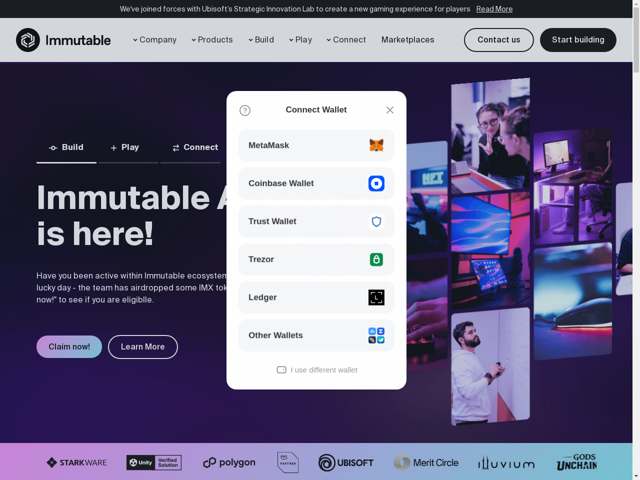 We've joined forces with Ubisoft's Strategic Innovation Lab to create a new gaming experience for players Read More
Immutable Company Products Build Play Connect Marketplaces Contact us Start building
Build Play Connect
Immutable A
is here!
Have you been active within Immutable ecosystem
lucky day - the team has airdropped some IMX tok
now!" to see if you are eligiblle.
Claim now! Learn More
? Connect Wallet
MetaMask
Coinbase Wallet
Trust Wallet
Trezor
Ledger
Other Wallets
I use different wallet
STARKWARE Unity Verified Solution polygon PARTNER UBISOFT Merit Circle ILLUVIUM GODS UNCHAINED